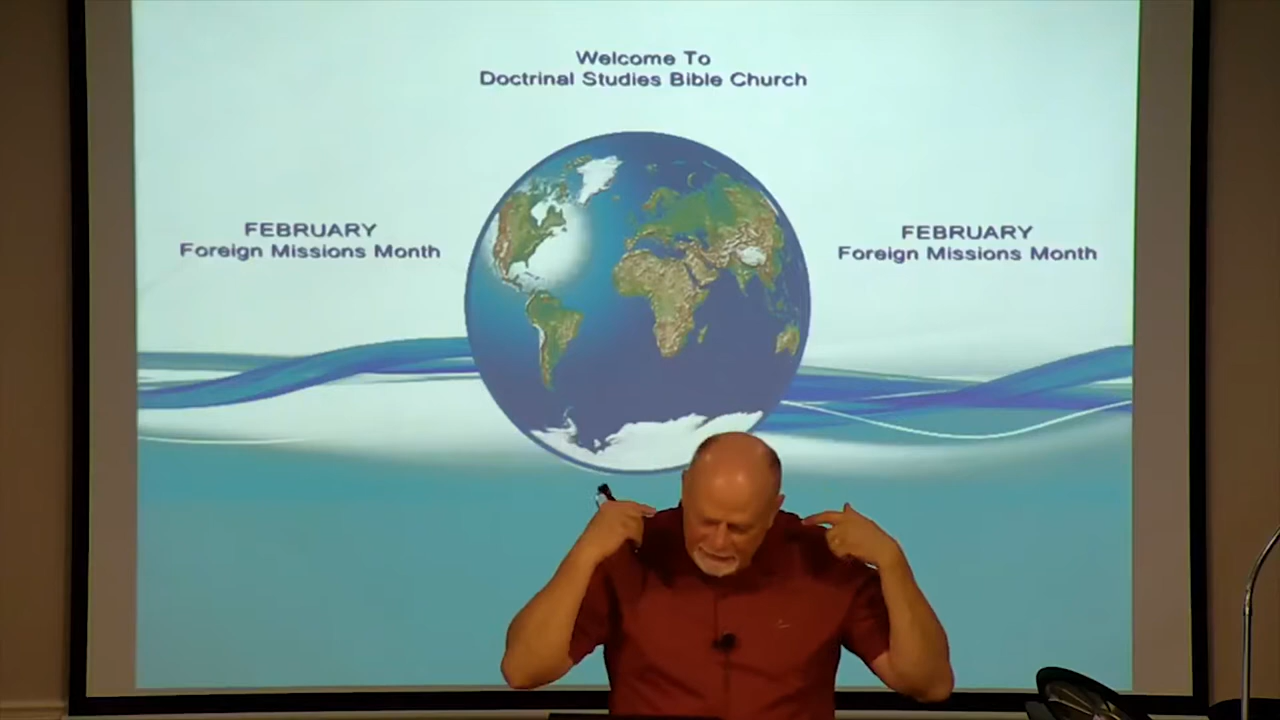 Welcome To
Doctrinal Studies Bible Church
FEBRUARY
Foreign Missions Month
FEBRUARY
Foreign Missions Month